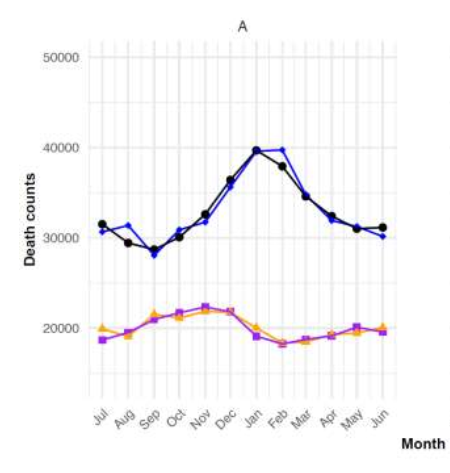 A
50000
40000
30000
20000
Death counts
Jul Aug Sep Oct Nov Dec Jan Feb Mar Apr May Jun
Month